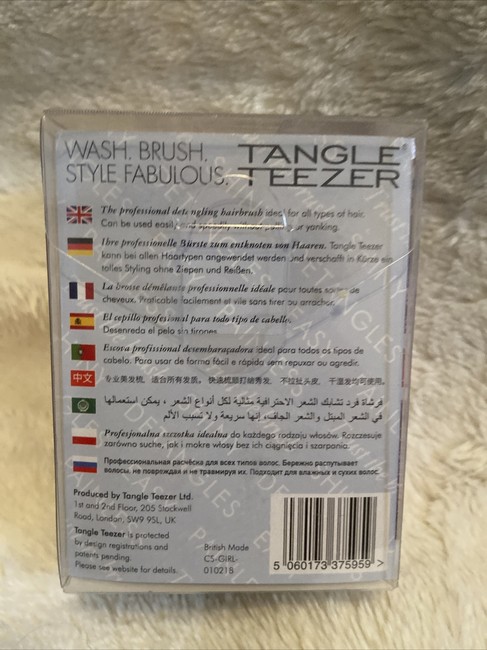 WASH. BRUSH.
STYLE FABULOUS.
TANGLE
TEEZER
The professional detangling hairbrush ideal for all types of hair.
Can be used easily and speedily without pulling or yanking.
Ihre professionelle Bürste zum entknoten von Haaren. Tangle Teezer
kann bei allen Haartypen angewendet werden und verschafft in Kürze ein
tolles Styling ohne Ziepen und Reißen.
La brosse démêlante professionnelle idéale pour toutes sortes de
cheveux. Praticable facilement et vite sans tirer ou arracher.
El cepillo profesional para todo tipo de cabello.
Desenreda el pelo sin tirones.
Escova profissional desembaraçadora ideal para todos os tipos de
cabelo. Para usar de forma fácil e rápida sem repuxar ou agredir.
中文 专业美发梳, 适合所有发质。 快速梳顺打结秀发, 不拉扯头皮, 干湿发均可使用。
فرشاة فرد تشابك الشعر الاحترافية مثالية لكل أنواع الشعر ، يمكن استعمالها
في الشعر المبتل والشعر الجاف، إنها سريعة ولا تسبب الألم
Profesjonalna szczotka idealna do każdego rodzaju włosów. Rozczesuje
zarówno suche, jak i mokre włosy bez ich ciągnięcia i szarpania.
Профессиональная расчёска для всех типов волос. Бережно распутывает
волосы, не повреждая и не травмируя их. Подходит для влажных и сухих волос.
Produced by Tangle Teezer Ltd.
1st and 2nd Floor, 205 Stockwell
Road, London, SW9 9SL, UK
Tangle Teezer is protected
by design registrations and
patents pending.
Please see website for details.
British Made
CS-GIRL-
010218
5 060173 375959 >